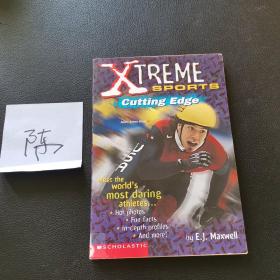 XTREME
SPORTS
Cutting Edge
Meet the
world's
most daring
athletes...
• Hot photos
• Fun facts
• In-depth profiles
• And more!
by E.J. Maxwell
SCHOLASTIC
陈